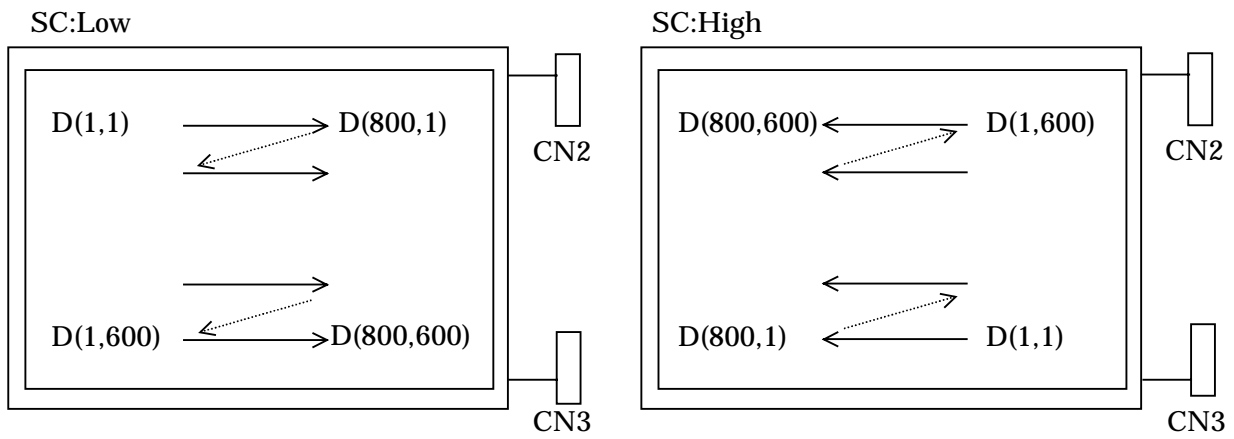 SC:Low
D(1,1) D(800,1)
CN2
D(1,600) D(800,600)
CN3
SC:High
D(800,600) D(1,600)
CN2
D(800,1) D(1,1)
CN3